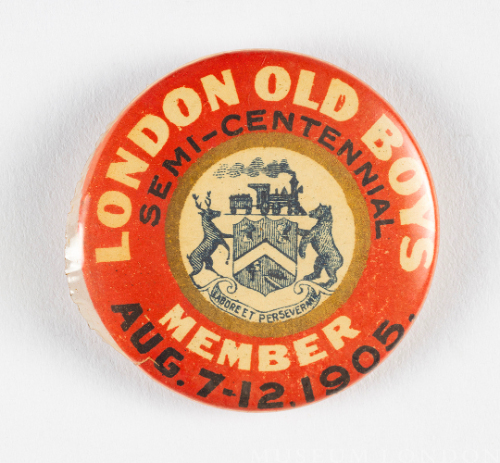 LONDON OLD BOYS
SEMI-CENTENNIAL
LABORE ET PERSEVERANTIA
MEMBER
AUG. 7-12. 1905.